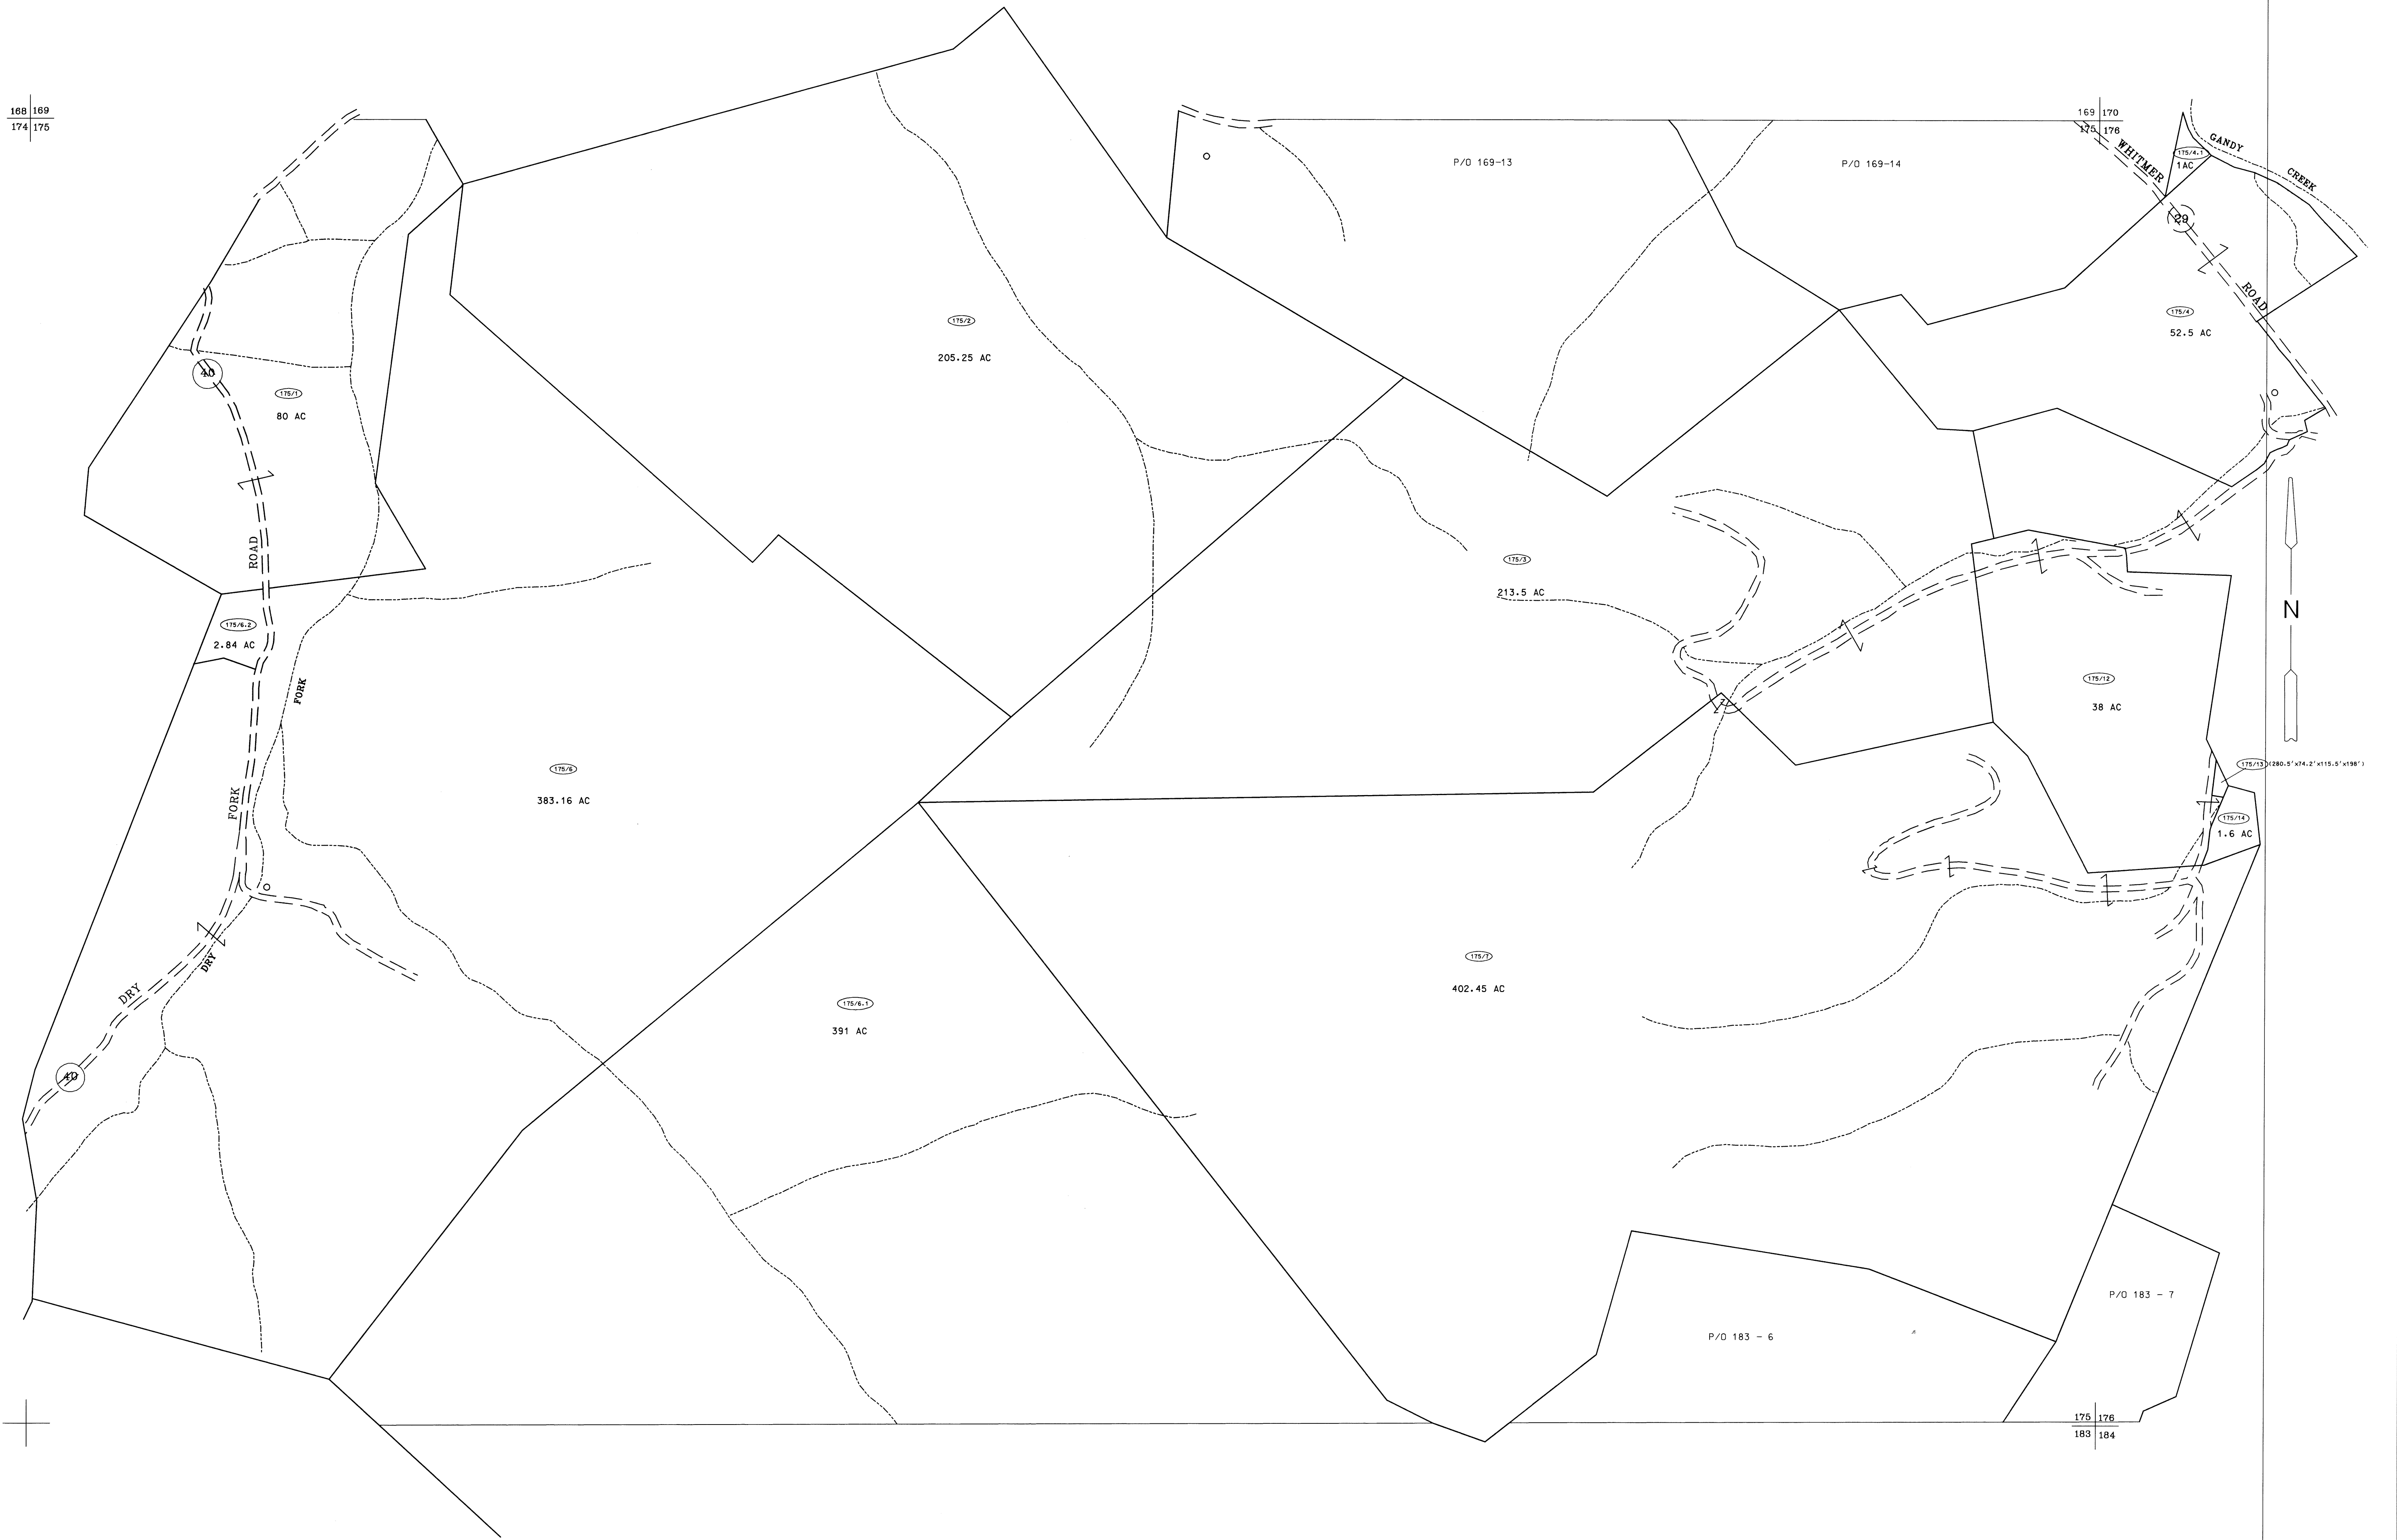 168 169
174 175
169 170
175 176
P/O 169-13
P/O 169-14
WHITMER
ROAD
GANDY
CREEK
175/4.1
1AC
29
175/4
52.5 AC
175/2
205.25 AC
40
175/1
80 AC
ROAD
175/3
213.5 AC
N
175/6.2
2.84 AC
FORK
175/12
38 AC
175/13 (280.5'x74.2'x115.5'x198')
175/6
383.16 AC
FORK
175/14
1.6 AC
DRY
DRY
175/7
402.45 AC
175/6.1
391 AC
40
P/O 183 - 7
P/O 183 - 6
175 176
183 184